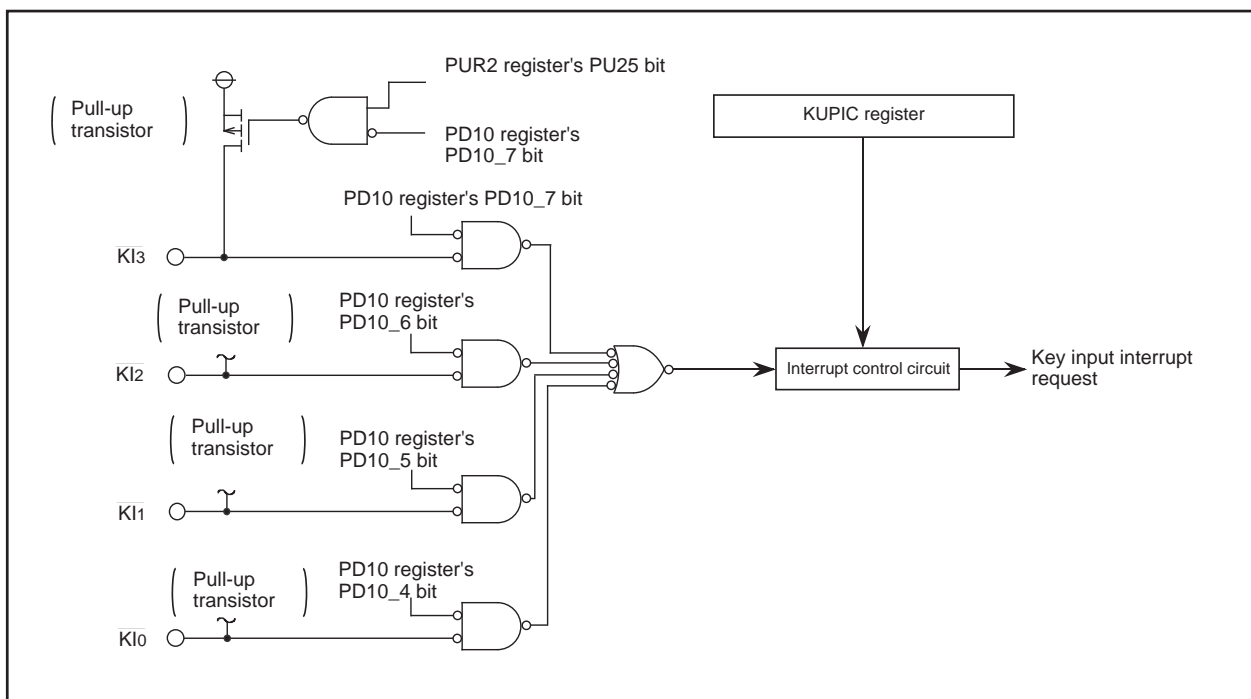 PUR2 register's PU25 bit
Pull-up
transistor
KUPIC register
PD10 register's
PD10_7 bit
PD10 register's PD10_7 bit
KI3
Pull-up
transistor
PD10 register's
PD10_6 bit
KI2
Interrupt control circuit
Key input interrupt
request
Pull-up
transistor
PD10 register's
PD10_5 bit
KI1
Pull-up
transistor
PD10 register's
PD10_4 bit
KI0